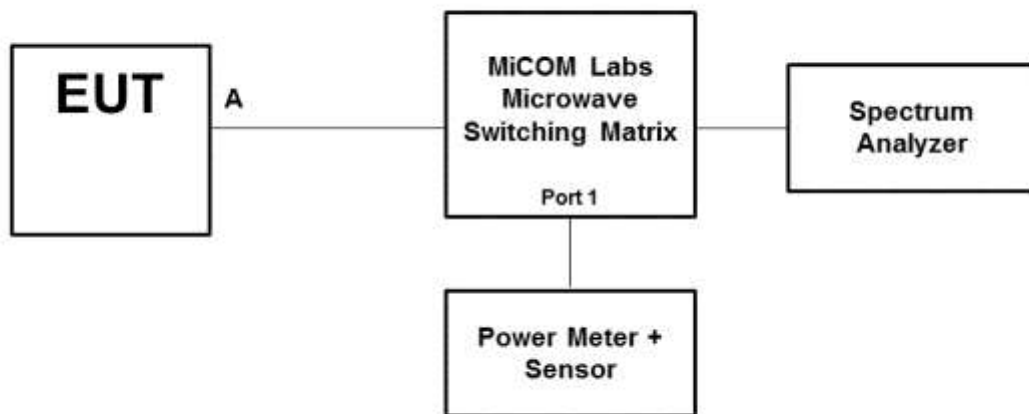 EUT
A
MiCOM Labs
Microwave
Switching Matrix
Port 1
Spectrum
Analyzer
Power Meter +
Sensor